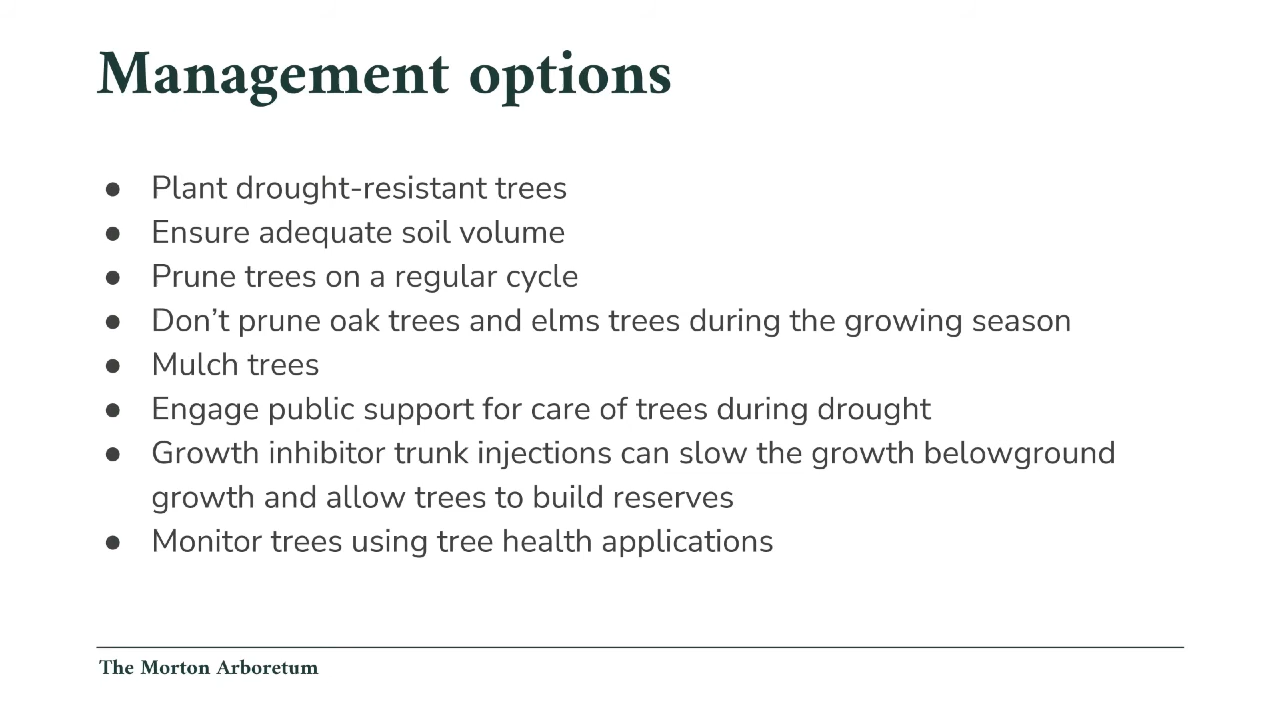 Management options
● Plant drought-resistant trees
● Ensure adequate soil volume
● Prune trees on a regular cycle
● Don’t prune oak trees and elms trees during the growing season
● Mulch trees
● Engage public support for care of trees during drought
● Growth inhibitor trunk injections can slow the growth belowground
growth and allow trees to build reserves
● Monitor trees using tree health applications
The Morton Arboretum